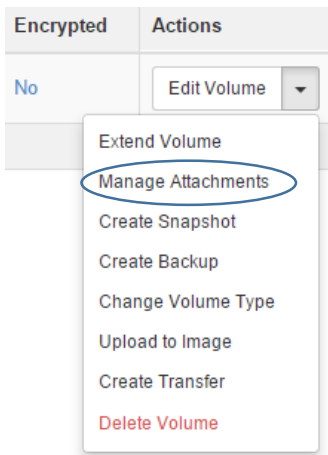 Encrypted Actions
No Edit Volume
Extend Volume
Manage Attachments
Create Snapshot
Create Backup
Change Volume Type
Upload to Image
Create Transfer
Delete Volume